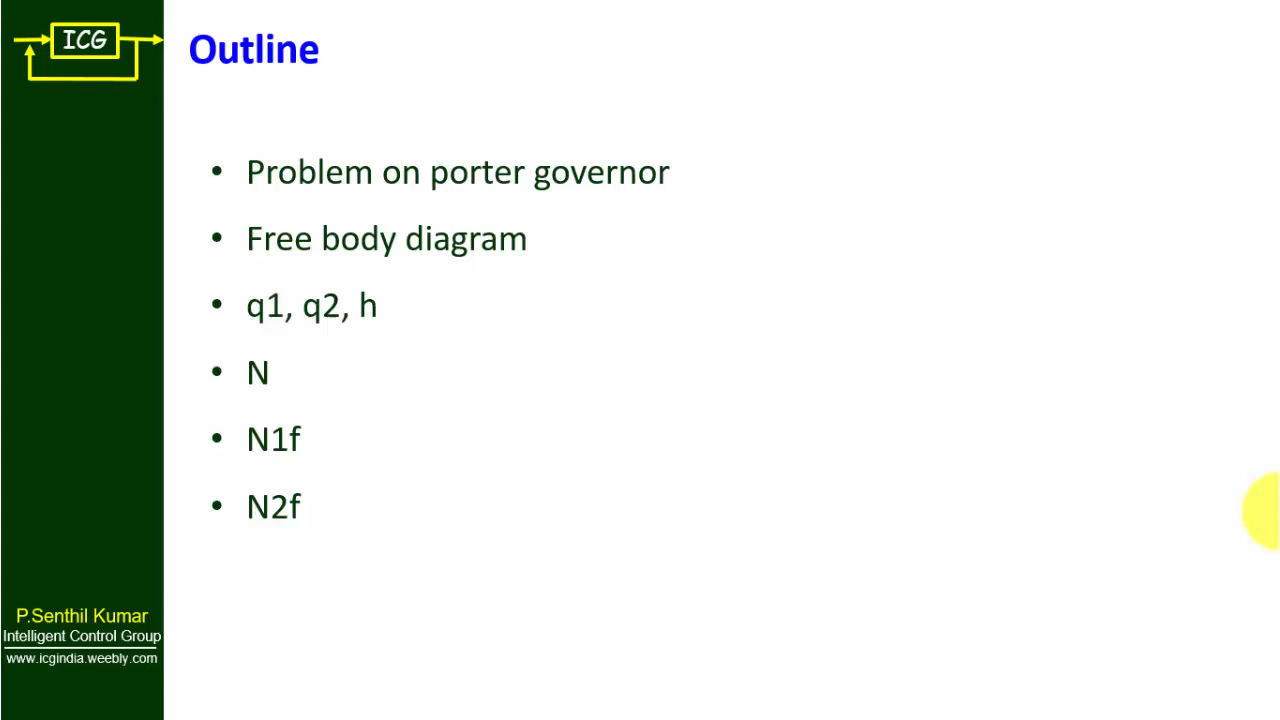 ICG
Outline
• Problem on porter governor
• Free body diagram
• q1, q2, h
• N
• N1f
• N2f
P.Senthil Kumar
Intelligent Control Group
www.icgindia.weebly.com